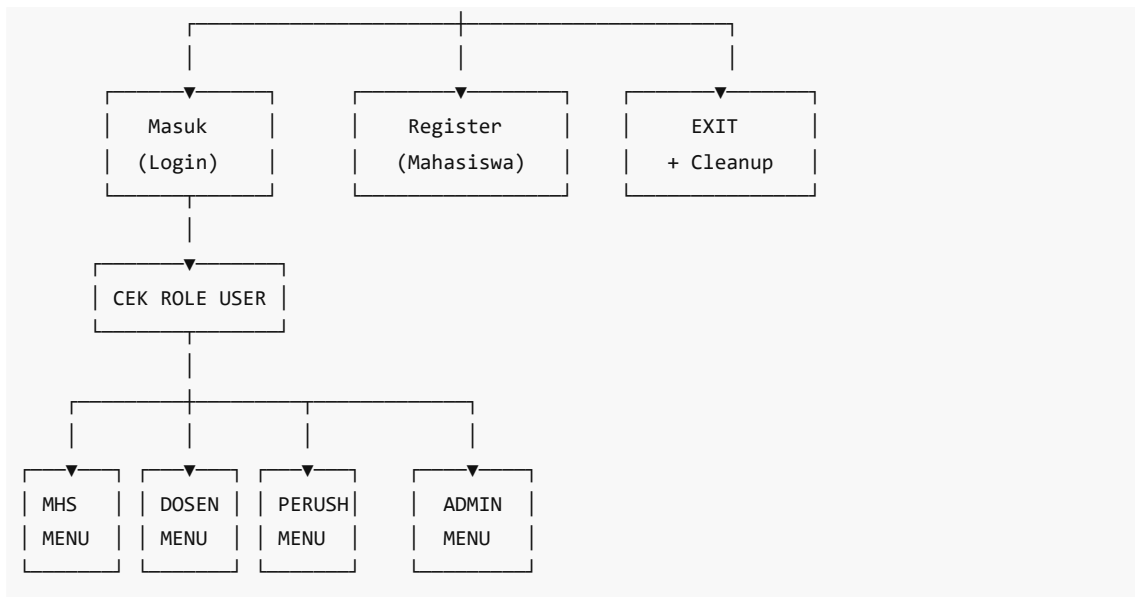 Masuk Register EXIT
(Login) (Mahasiswa) + Cleanup
CEK ROLE USER
MHS DOSEN PERUSH ADMIN
MENU MENU MENU MENU